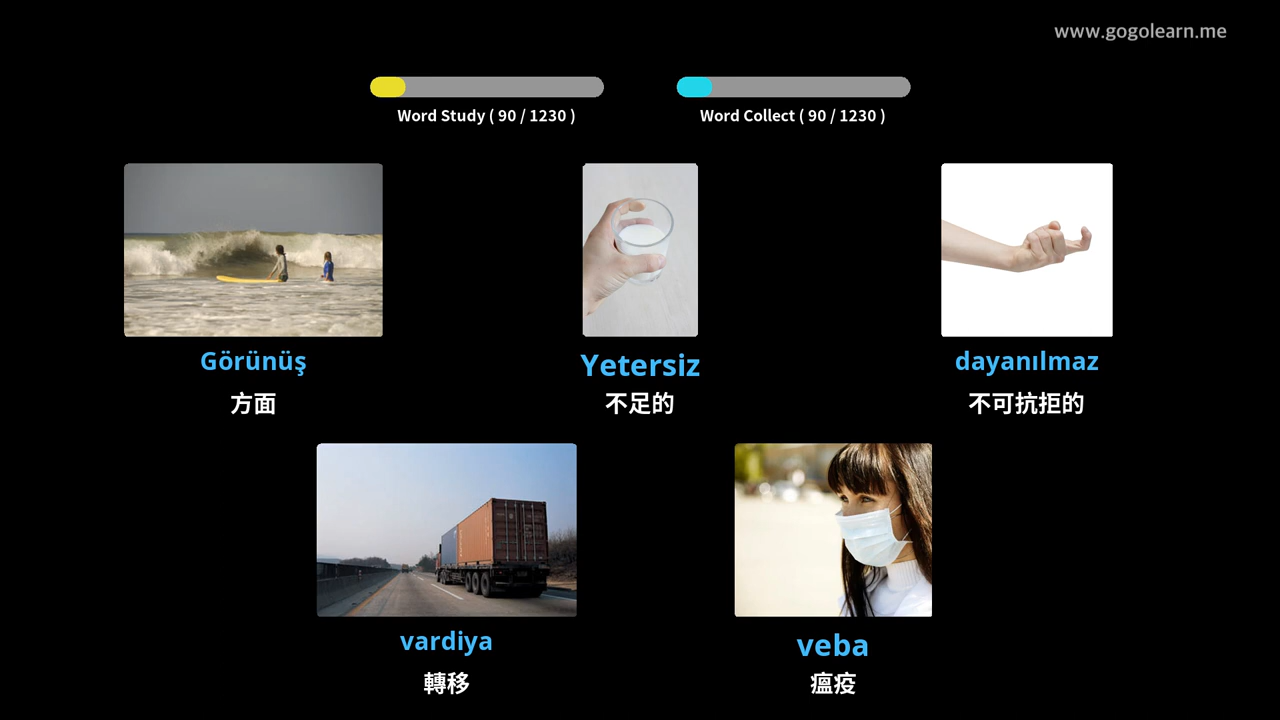 www.gogolearn.me
Word Study ( 90 / 1230 )
Word Collect ( 90 / 1230 )
Görünüş
方面
Yetersiz
不足的
dayanılmaz
不可抗拒的
vardiya
轉移
veba
瘟疫